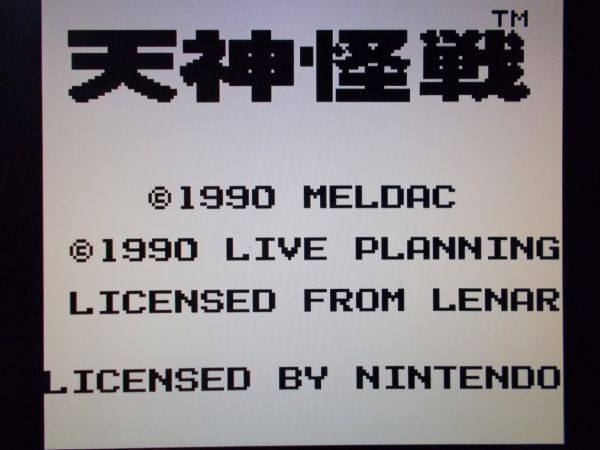 天神怪戦™
©1990 MELDAC
©1990 LIVE PLANNING
LICENSED FROM LENAR
LICENSED BY NINTENDO